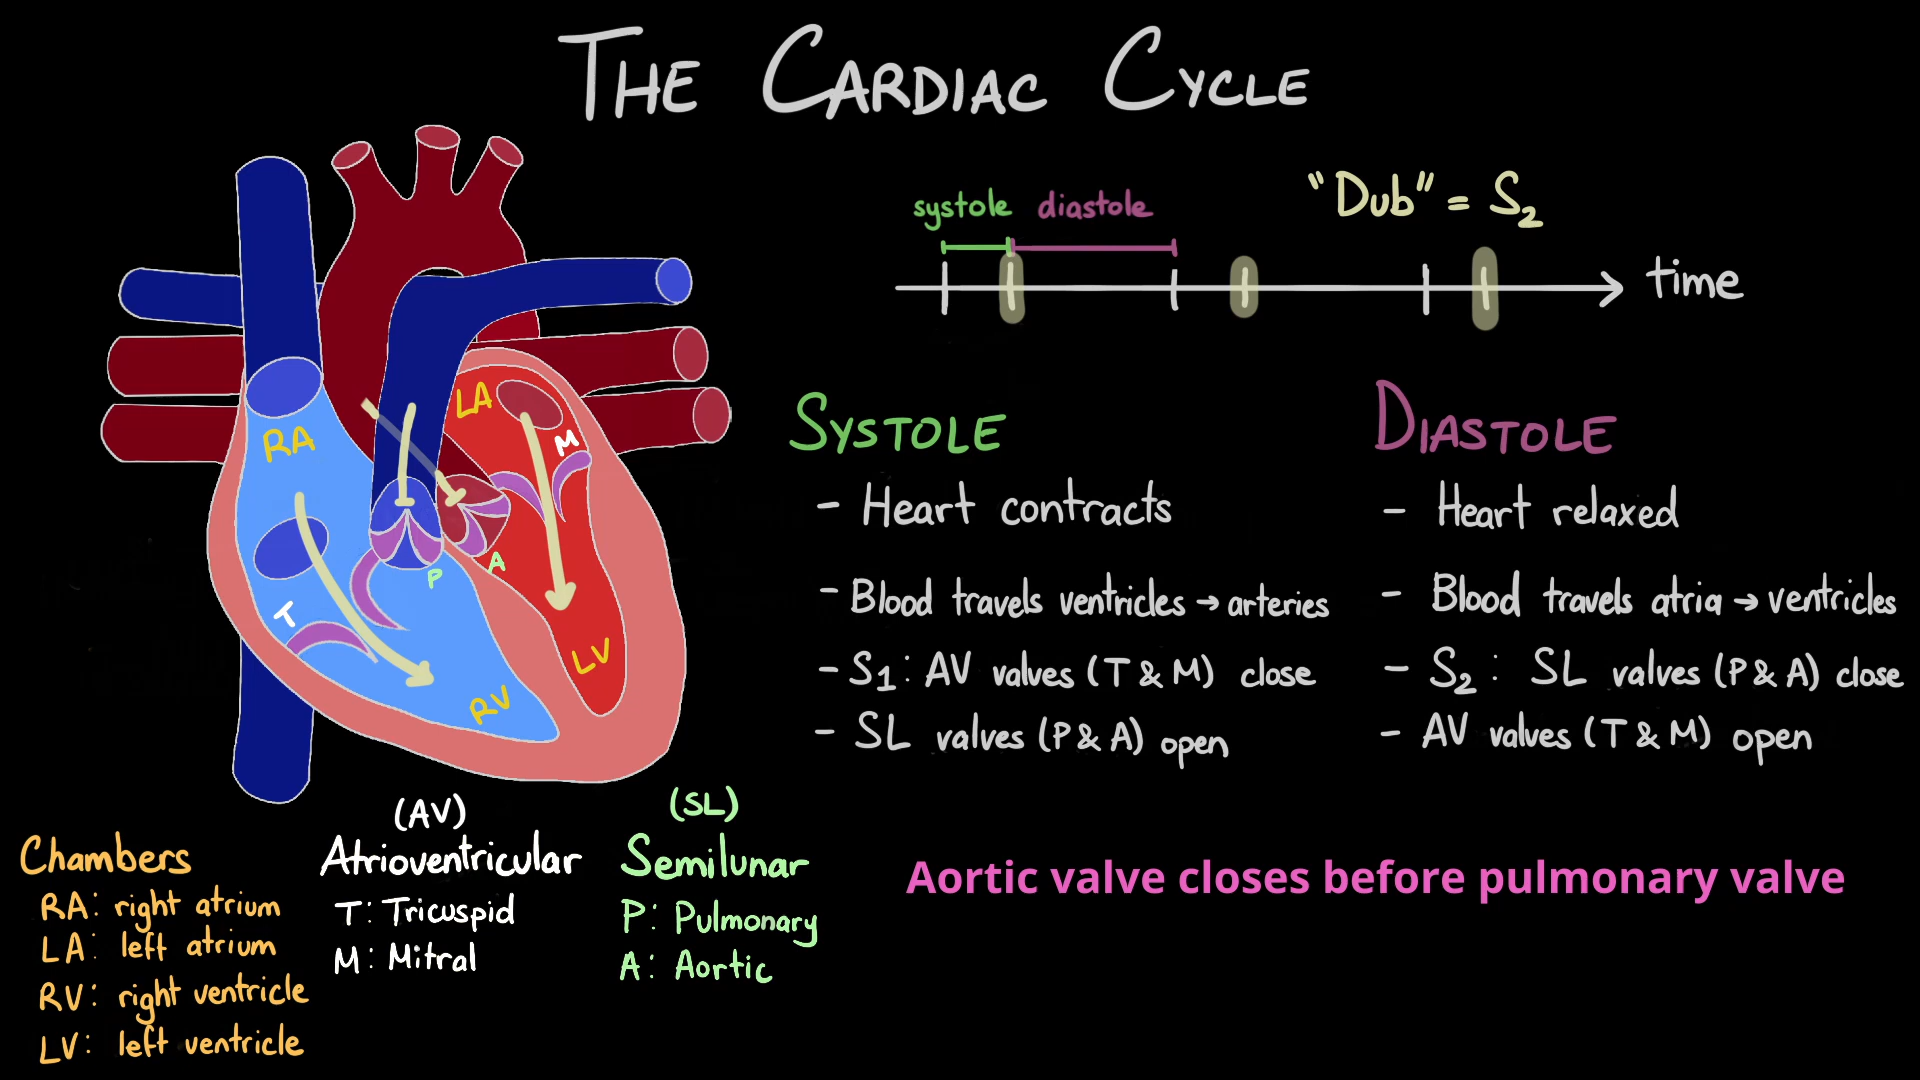 THE CARDIAC CYCLE
"Dub" = S₂
systole diastole
time
RA
LA
M
P
A
T
LV
RV
SYSTOLE
- Heart contracts
- Blood travels ventricles → arteries
- S₁: AV valves (T & M) close
- SL valves (P & A) open
DIASTOLE
- Heart relaxed
- Blood travels atria → ventricles
- S₂: SL valves (P & A) close
- AV valves (T & M) open
Chambers
RA: right atrium
LA: left atrium
RV: right ventricle
LV: left ventricle
(AV)
Atrioventricular
T: Tricuspid
M: Mitral
(SL)
Semilunar
P: Pulmonary
A: Aortic
Aortic valve closes before pulmonary valve